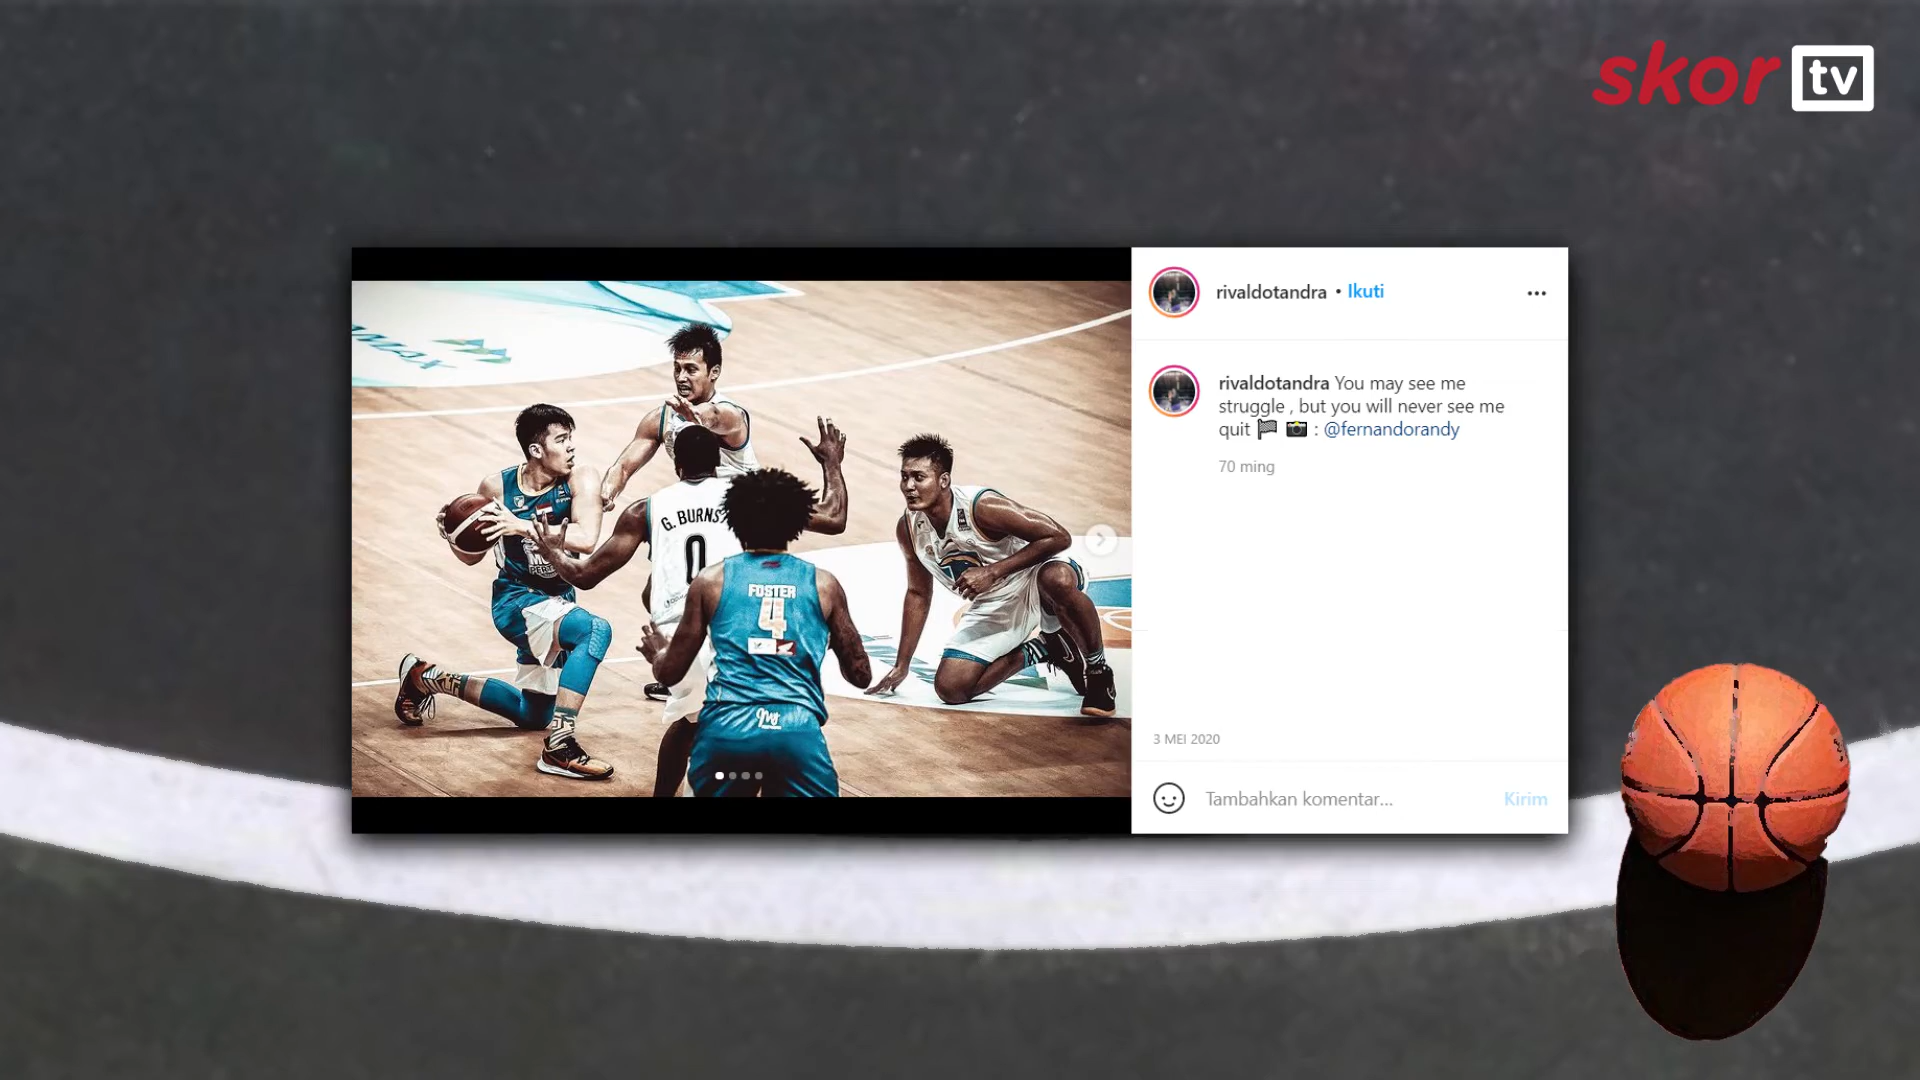 skor tv
rivaldotandra • Ikuti
rivaldotandra You may see me
struggle , but you will never see me
quit 🏴 📷 : @fernandorandy
70 ming
3 MEI 2020
Tambahkan komentar...
Kirim
G. BURNS
0
FOSTER
4